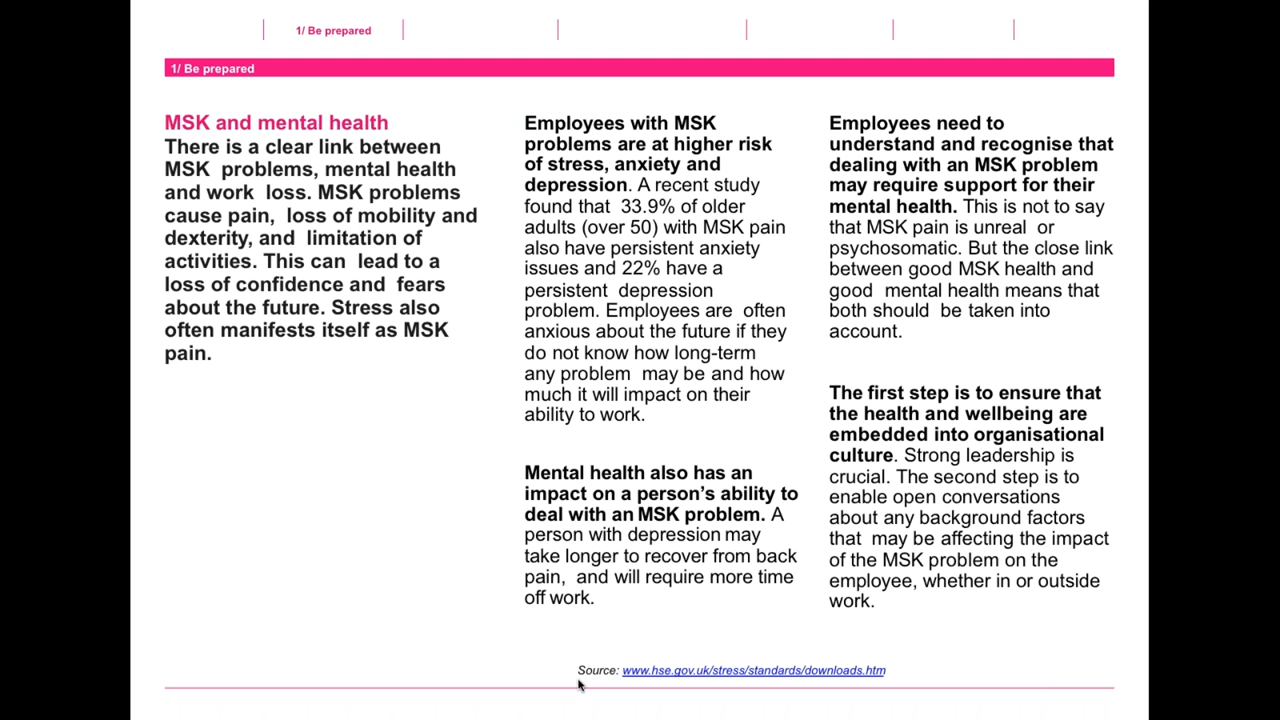 1/ Be prepared
1/ Be prepared
MSK and mental health
There is a clear link between
MSK problems, mental health
and work loss. MSK problems
cause pain, loss of mobility and
dexterity, and limitation of
activities. This can lead to a
loss of confidence and fears
about the future. Stress also
often manifests itself as MSK
pain.
Employees with MSK
problems are at higher risk
of stress, anxiety and
depression. A recent study
found that 33.9% of older
adults (over 50) with MSK pain
also have persistent anxiety
issues and 22% have a
persistent depression
problem. Employees are often
anxious about the future if they
do not know how long-term
any problem may be and how
much it will impact on their
ability to work.
Mental health also has an
impact on a person’s ability to
deal with an MSK problem. A
person with depression may
take longer to recover from back
pain, and will require more time
off work.
Employees need to
understand and recognise that
dealing with an MSK problem
may require support for their
mental health. This is not to say
that MSK pain is unreal or
psychosomatic. But the close link
between good MSK health and
good mental health means that
both should be taken into
account.
The first step is to ensure that
the health and wellbeing are
embedded into organisational
culture. Strong leadership is
crucial. The second step is to
enable open conversations
about any background factors
that may be affecting the impact
of the MSK problem on the
employee, whether in or outside
work.
Source: www.hse.gov.uk/stress/standards/downloads.htm